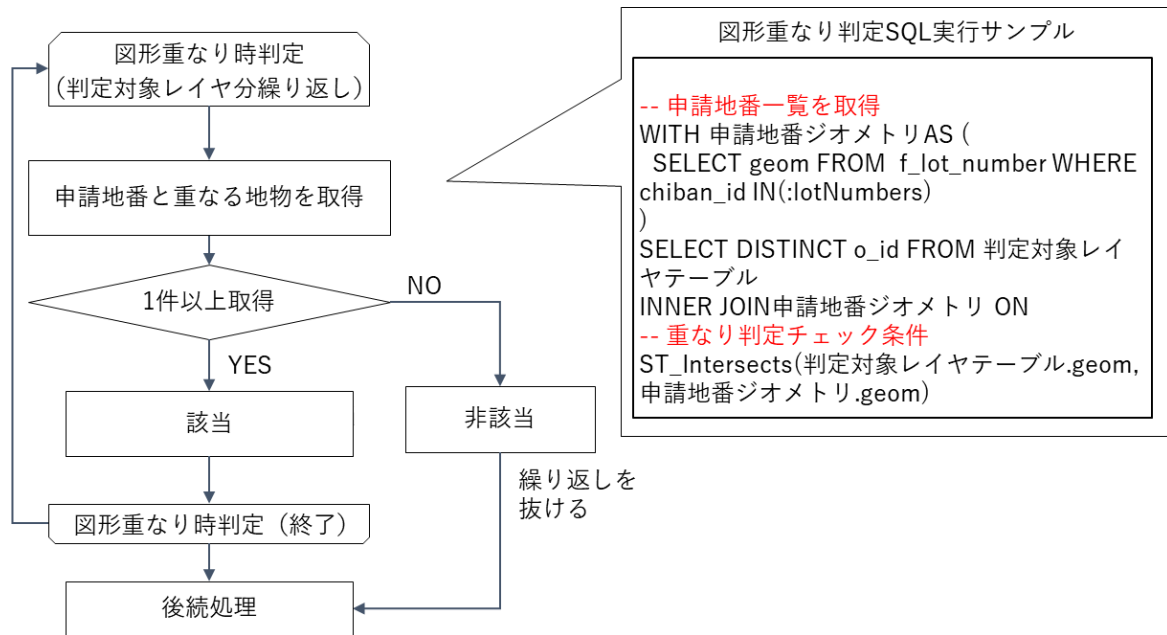 図形重なり時判定
(判定対象レイヤ分繰り返し)
申請地番と重なる地物を取得
1件以上取得
NO
YES
該当
非該当
繰り返しを
抜ける
図形重なり時判定（終了）
後続処理
図形重なり判定SQL実行サンプル
-- 申請地番一覧を取得
WITH 申請地番ジオメトリAS (
SELECT geom FROM f_lot_number WHERE
chiban_id IN(:lotNumbers)
)
SELECT DISTINCT o_id FROM 判定対象レイ
ヤテーブル
INNER JOIN申請地番ジオメトリ ON
-- 重なり判定チェック条件
ST_Intersects(判定対象レイヤテーブル.geom,
申請地番ジオメトリ.geom)